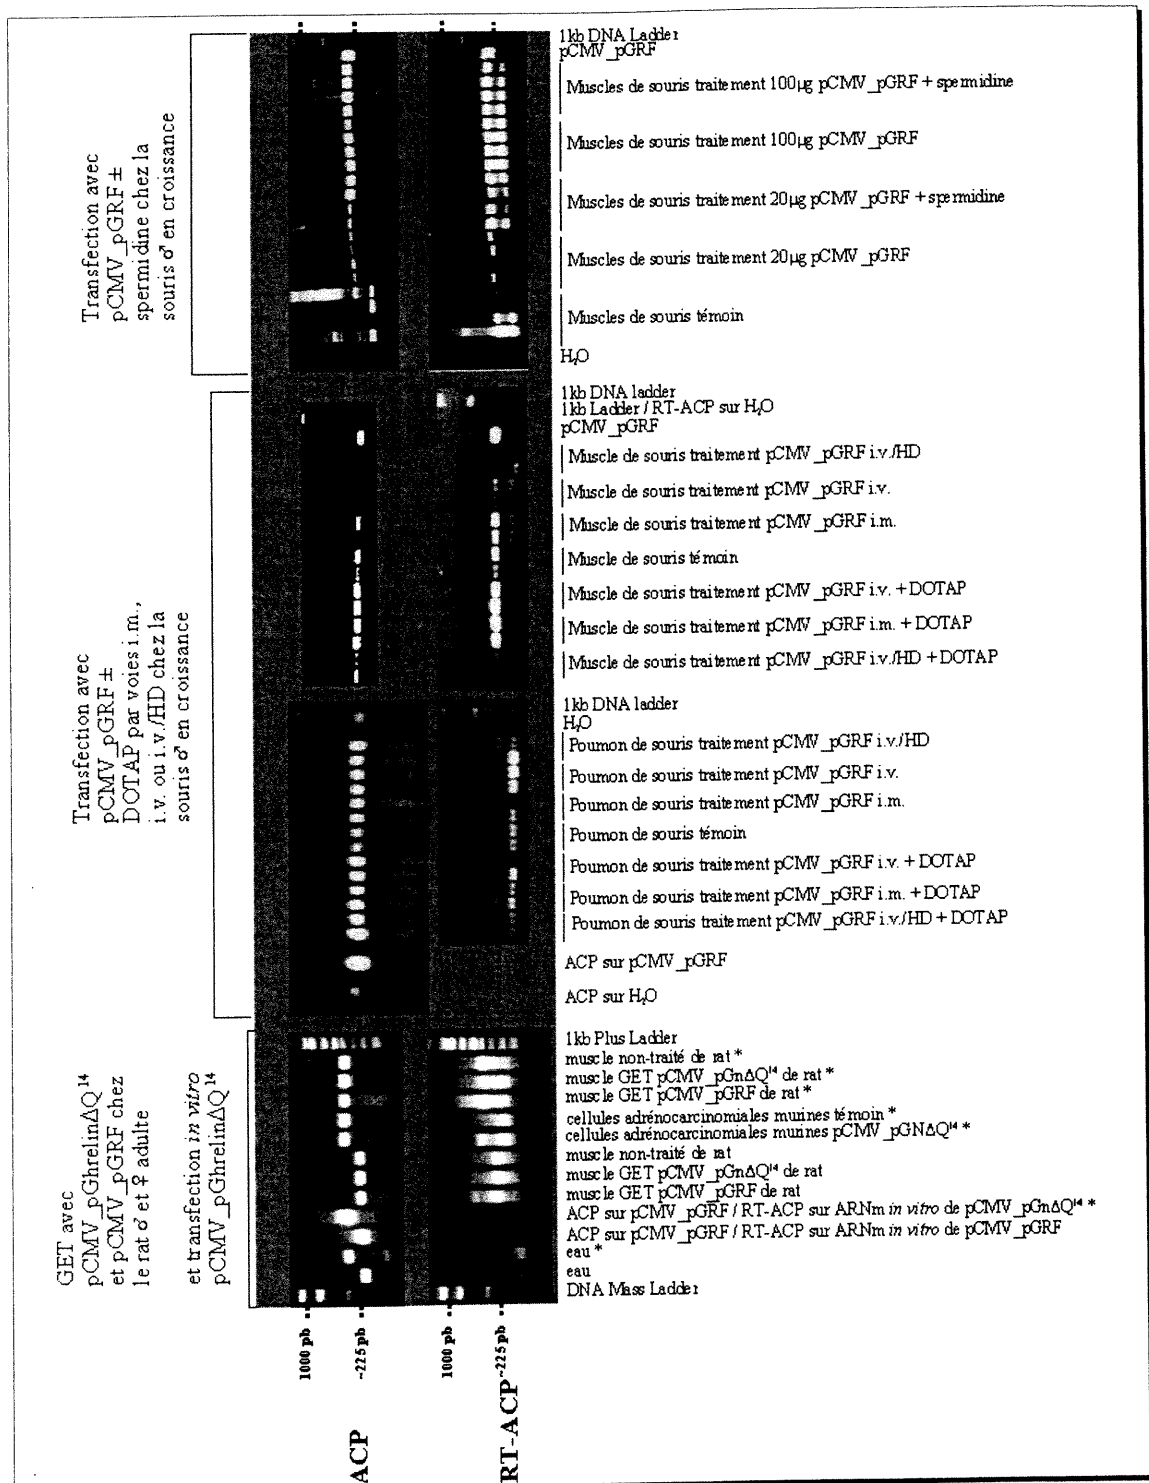 Transfection avec
pCMV_pGRF ±
spermidine chez la
souris ♂ en croissance
1kb DNA Ladder
pCMV_pGRF
Muscles de souris traitement 100µg pCMV_pGRF + spermidine
Muscles de souris traitement 100µg pCMV_pGRF
Muscles de souris traitement 20µg pCMV_pGRF + spermidine
Muscles de souris traitement 20µg pCMV_pGRF
Muscles de souris témoin
H₂O
Transfection avec
pCMV_pGRF ±
DOTAP par voies i.m.,
i.v. ou i.v./HD chez la
souris ♂ en croissance
1kb DNA ladder
1kb Ladder / RT-ACP sur H₂O
pCMV_pGRF
Muscle de souris traitement pCMV_pGRF i.v./HD
Muscle de souris traitement pCMV_pGRF i.v.
Muscle de souris traitement pCMV_pGRF i.m.
Muscle de souris témoin
Muscle de souris traitement pCMV_pGRF i.v. + DOTAP
Muscle de souris traitement pCMV_pGRF i.m. + DOTAP
Muscle de souris traitement pCMV_pGRF i.v./HD + DOTAP
1kb DNA ladder
H₂O
Poumon de souris traitement pCMV_pGRF i.v./HD
Poumon de souris traitement pCMV_pGRF i.v.
Poumon de souris traitement pCMV_pGRF i.m.
Poumon de souris témoin
Poumon de souris traitement pCMV_pGRF i.v. + DOTAP
Poumon de souris traitement pCMV_pGRF i.m. + DOTAP
Poumon de souris traitement pCMV_pGRF i.v./HD + DOTAP
ACP sur pCMV_pGRF
ACP sur H₂O
GET avec
pCMV_pGhrelinΔQ¹⁴
et pCMV_pGRF chez
le rat ♂ et ♀ adulte
et transfection in vitro
pCMV_pGhrelinΔQ¹⁴
1kb Plus Ladder
muscle non-traité de rat *
muscle GET pCMV_pGnΔQ¹⁴ de rat *
muscle GET pCMV_pGRF de rat *
cellules adrénocarcinomiales murines témoin *
cellules adrénocarcinomiales murines pCMV_pGNΔQ¹⁴ *
muscle non-traité de rat
muscle GET pCMV_pGnΔQ¹⁴ de rat
muscle GET pCMV_pGRF de rat
ACP sur pCMV_pGRF / RT-ACP sur ARNm in vitro de pCMV_pGnΔQ¹⁴ *
ACP sur pCMV_pGRF / RT-ACP sur ARNm in vitro de pCMV_pGRF
eau *
eau
DNA Mass Ladder
1000 pb
~225 pb
1000 pb
~225 pb
ACP
RT-ACP